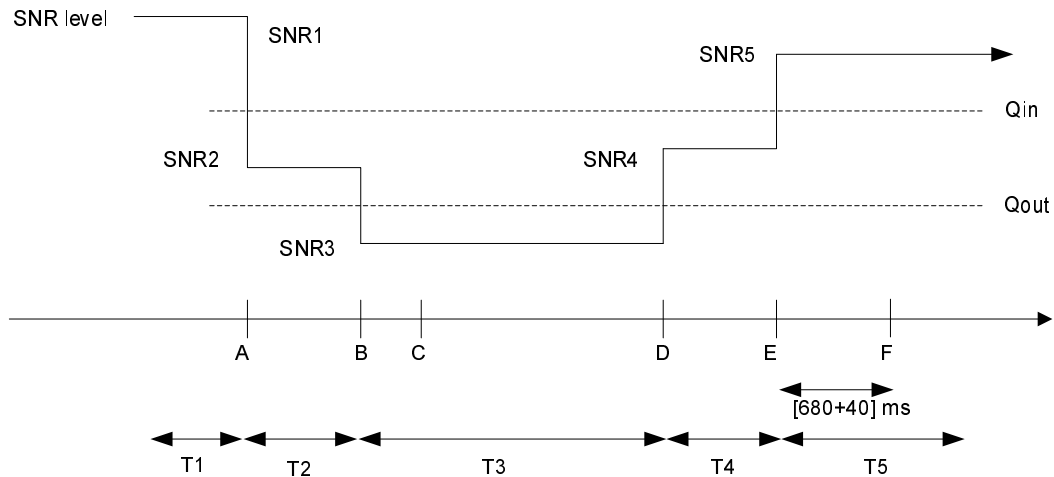 SNR level
SNR1
SNR5
Qin
SNR2
SNR4
Qout
SNR3
A B C D E F
[680+40] ms
T1 T2 T3 T4 T5